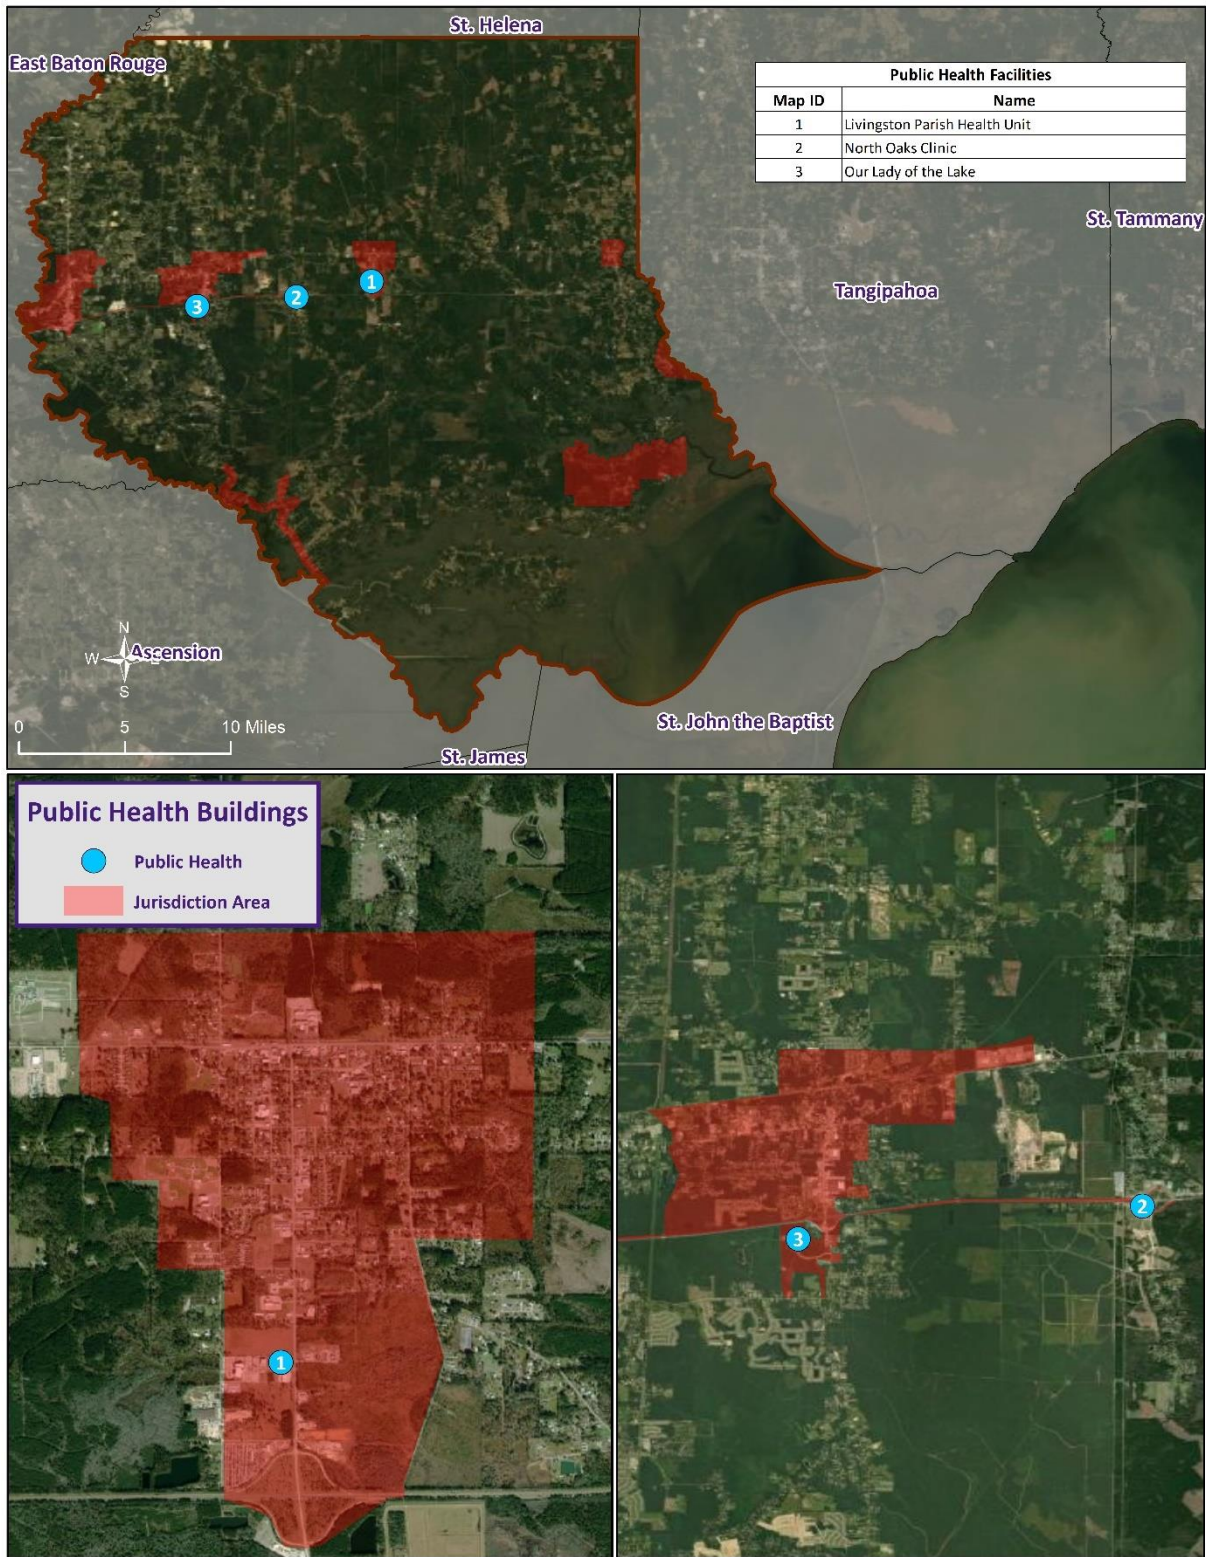 St. Helena
East Baton Rouge
Public Health Facilities
Map ID Name
1 Livingston Parish Health Unit
2 North Oaks Clinic
3 Our Lady of the Lake
St. Tammany
Tangipahoa
1
2
3
N
W
S
Ascension
0 5 10 Miles
St. John the Baptist
St. James
Public Health Buildings
Public Health
Jurisdiction Area
1
2
3